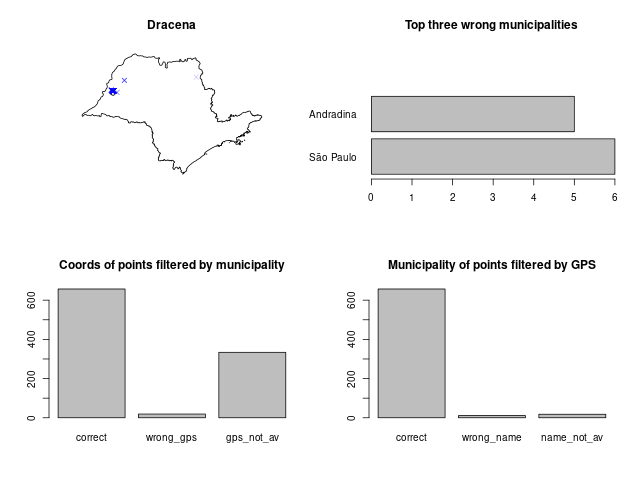 Dracena
Top three wrong municipalities
Andradina
São Paulo
0 1 2 3 4 5 6
Coords of points filtered by municipality
600
400
200
0
correct wrong_gps gps_not_av
Municipality of points filtered by GPS
600
400
200
0
correct wrong_name name_not_av